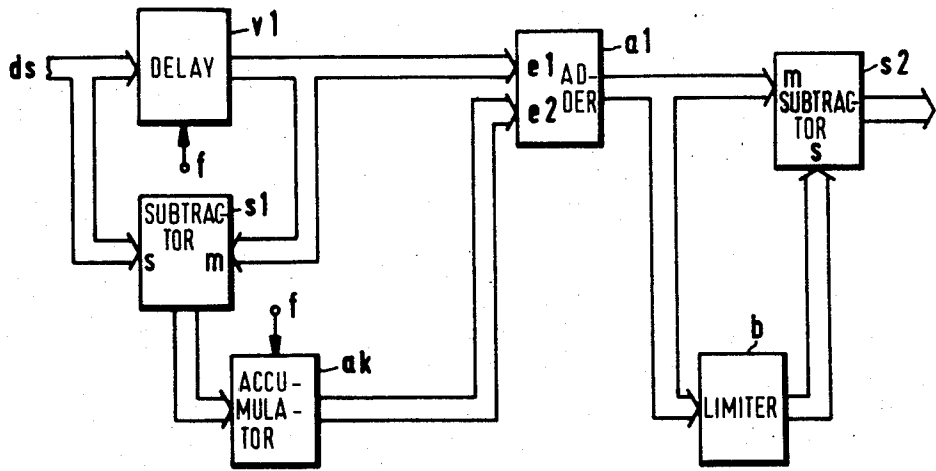 v1
ds
DELAY
f
a1
e1 AD-
e2 DER
s2
m
SUBTRAC-
TOR
s
SUBTRAC-
TOR
s1
s
m
f
ak
ACCU-
MULA-
TOR
b
LIMITER